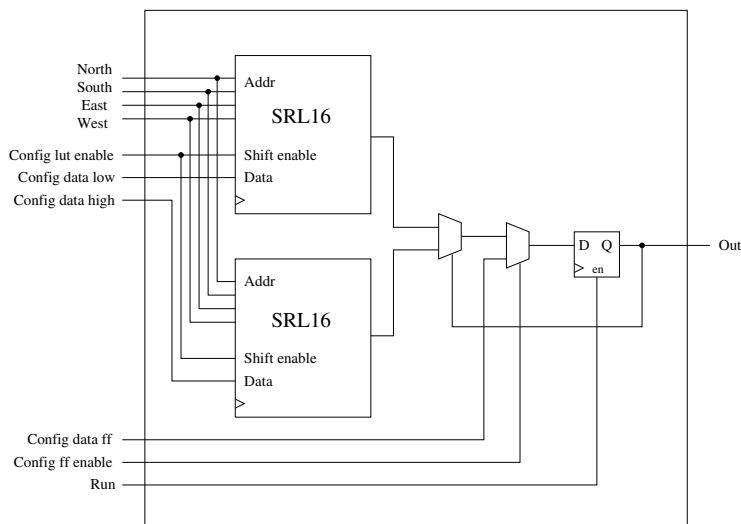 North
South
East
West
Config lut enable
Config data low
Config data high
Addr
SRL16
Shift enable
Data
Addr
SRL16
Shift enable
Data
D Q
en
Out
Config data ff
Config ff enable
Run